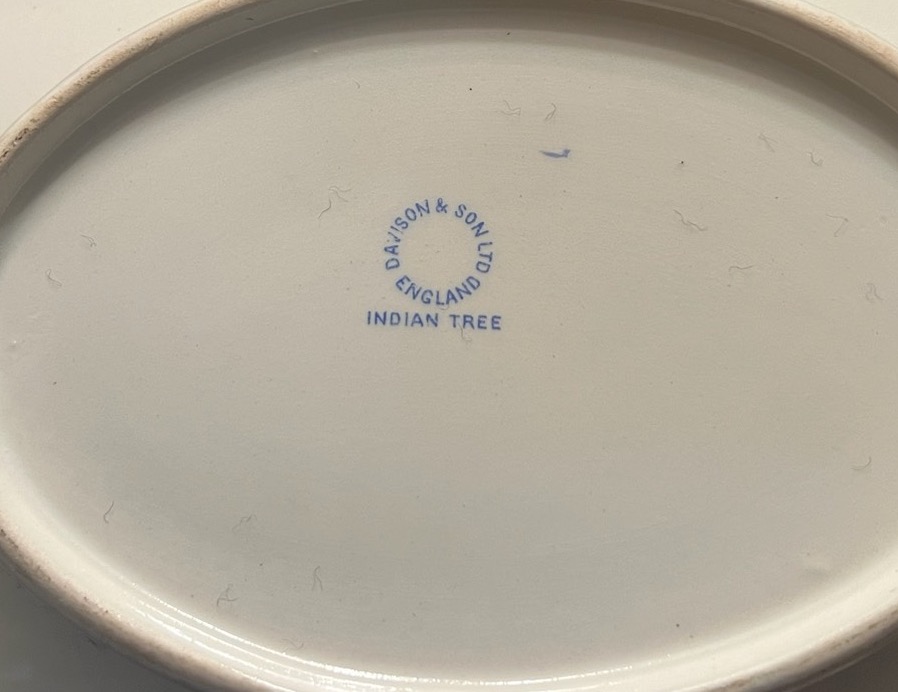 DAVISON & SON LTD
ENGLAND
INDIAN TREE